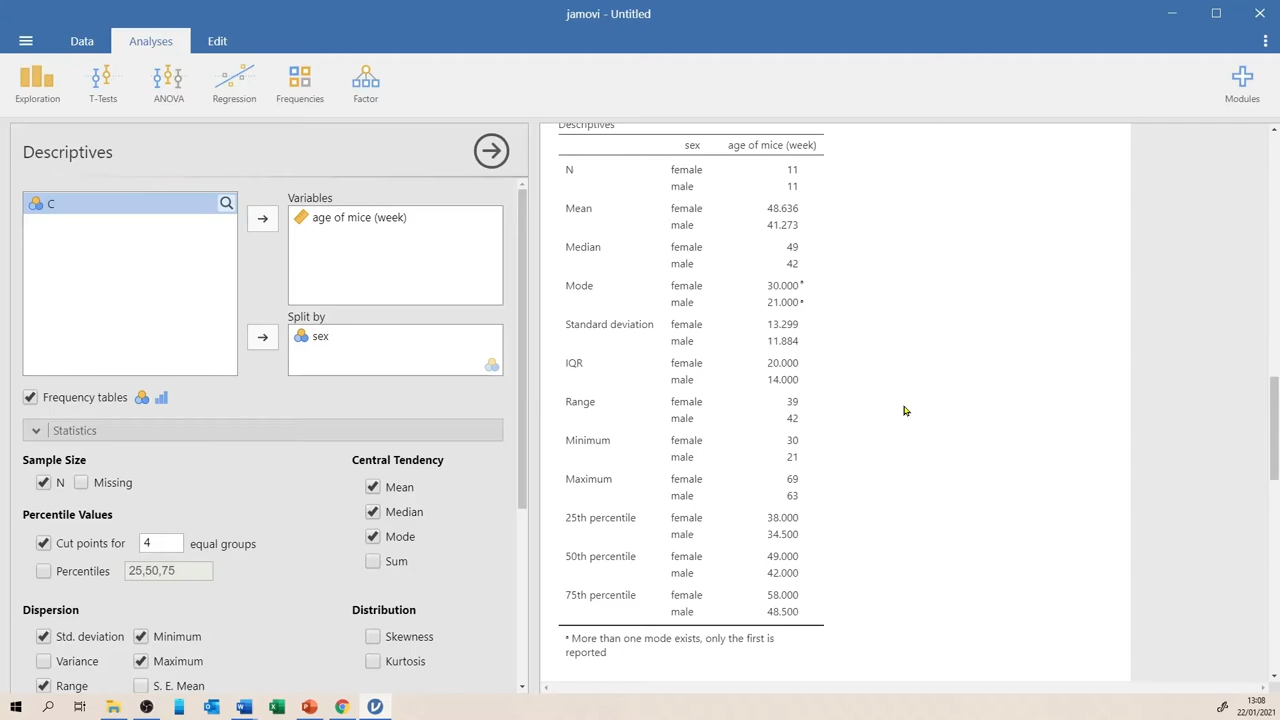 jamovi - Untitled
Data Analyses Edit
Exploration T-Tests ANOVA Regression Frequencies Factor Modules
Descriptives
C
Variables
age of mice (week)
Split by
sex
Frequency tables
Statistics
Sample Size
N Missing
Percentile Values
Cut points for 4 equal groups
Percentiles 25,50,75
Dispersion
Std. deviation Minimum
Variance Maximum
Range S. E. Mean
Central Tendency
Mean
Median
Mode
Sum
Distribution
Skewness
Kurtosis
Descriptives
sex age of mice (week)
N female 11
male 11
Mean female 48.636
male 41.273
Median female 49
male 42
Mode female 30.000 ᵃ
male 21.000 ᵃ
Standard deviation female 13.299
male 11.884
IQR female 20.000
male 14.000
Range female 39
male 42
Minimum female 30
male 21
Maximum female 69
male 63
25th percentile female 38.000
male 34.500
50th percentile female 49.000
male 42.000
75th percentile female 58.000
male 48.500
ᵃ More than one mode exists, only the first is
reported
13:08
22/01/2021